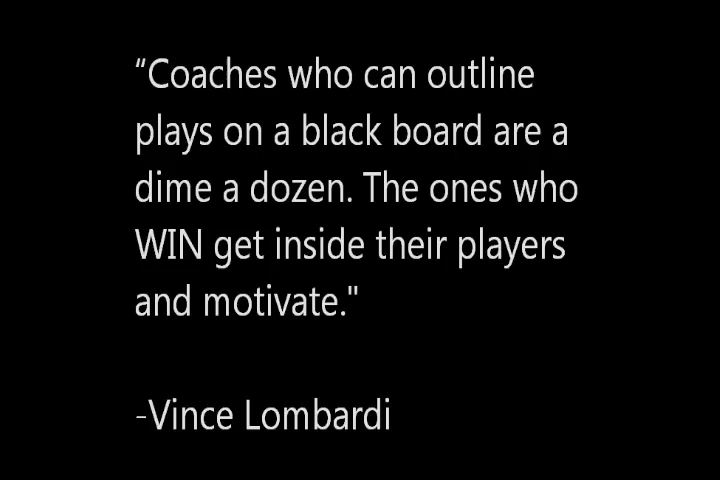 “Coaches who can outline
plays on a black board are a
dime a dozen. The ones who
WIN get inside their players
and motivate."
-Vince Lombardi